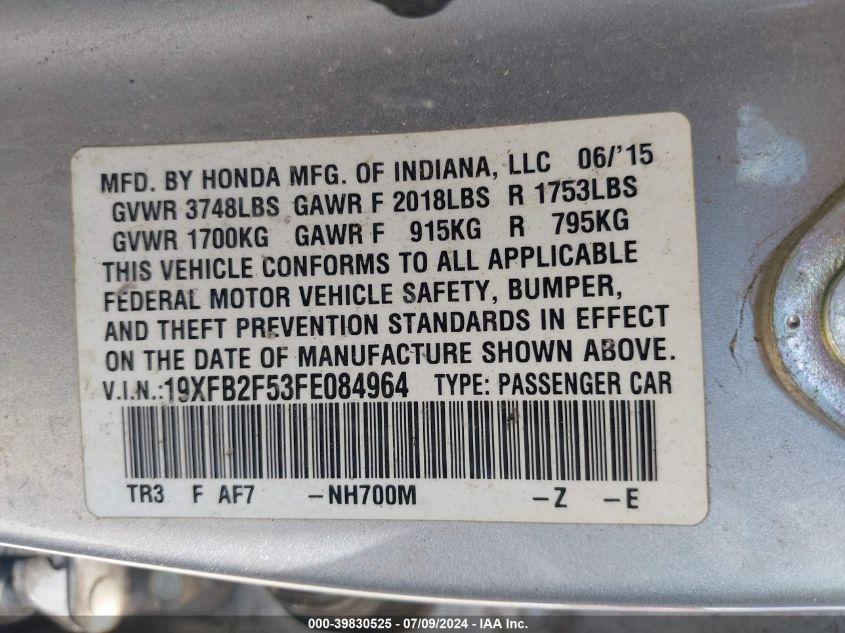 MFD. BY HONDA MFG. OF INDIANA, LLC 06/'15
GVWR 3748LBS GAWR F 2018LBS R 1753LBS
GVWR 1700KG GAWR F 915KG R 795KG
THIS VEHICLE CONFORMS TO ALL APPLICABLE
FEDERAL MOTOR VEHICLE SAFETY, BUMPER,
AND THEFT PREVENTION STANDARDS IN EFFECT
ON THE DATE OF MANUFACTURE SHOWN ABOVE.
V.I.N.:19XFB2F53FE084964 TYPE: PASSENGER CAR
TR3 F AF7 -NH700M -Z -E
000-39830525 - 07/09/2024 - IAA Inc.